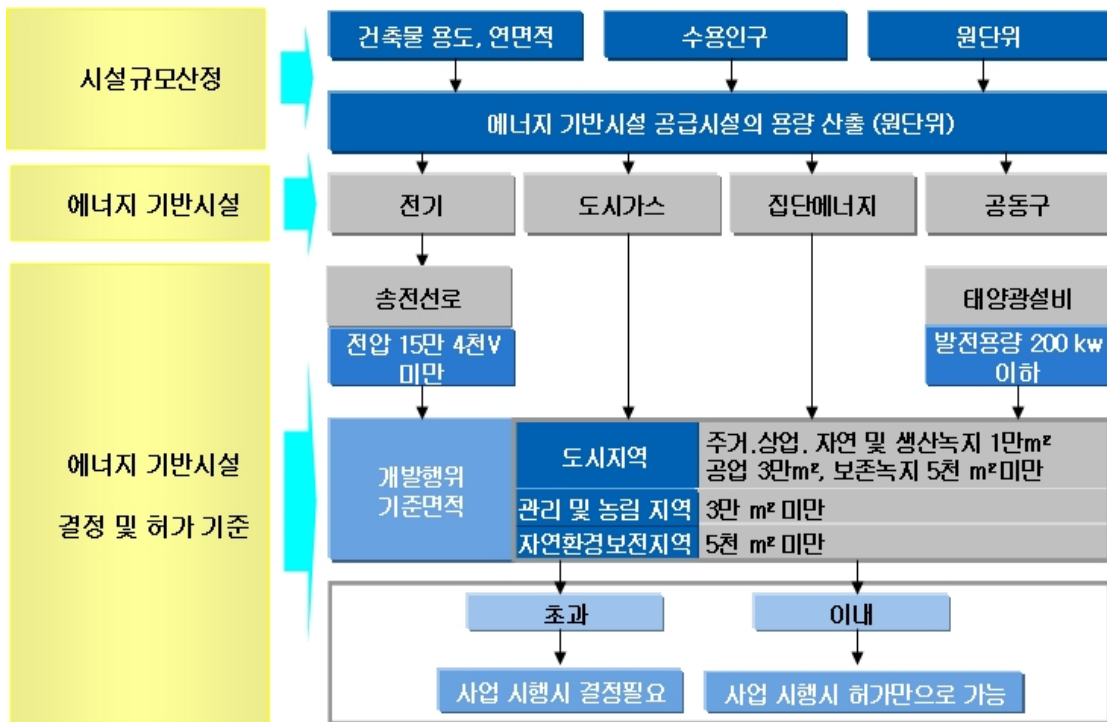 시설규모산정
건축물 용도, 연면적
수용인구
원단위
에너지 기반시설 공급시설의 용량 산출 (원단위)
에너지 기반시설
전기
도시가스
집단에너지
공동구
송전선로
전압 15만 4천V
미만
태양광설비
발전용량 200 kw
이하
에너지 기반시설
결정 및 허가 기준
개발행위
기준면적
도시지역
주거.상업. 자연 및 생산녹지 1만㎡
공업 3만㎡, 보존녹지 5천 ㎡미만
관리 및 농림 지역
3만 ㎡ 미만
자연환경보전지역
5천 ㎡ 미만
초과
이내
사업 시행시 결정필요
사업 시행시 허가만으로 가능